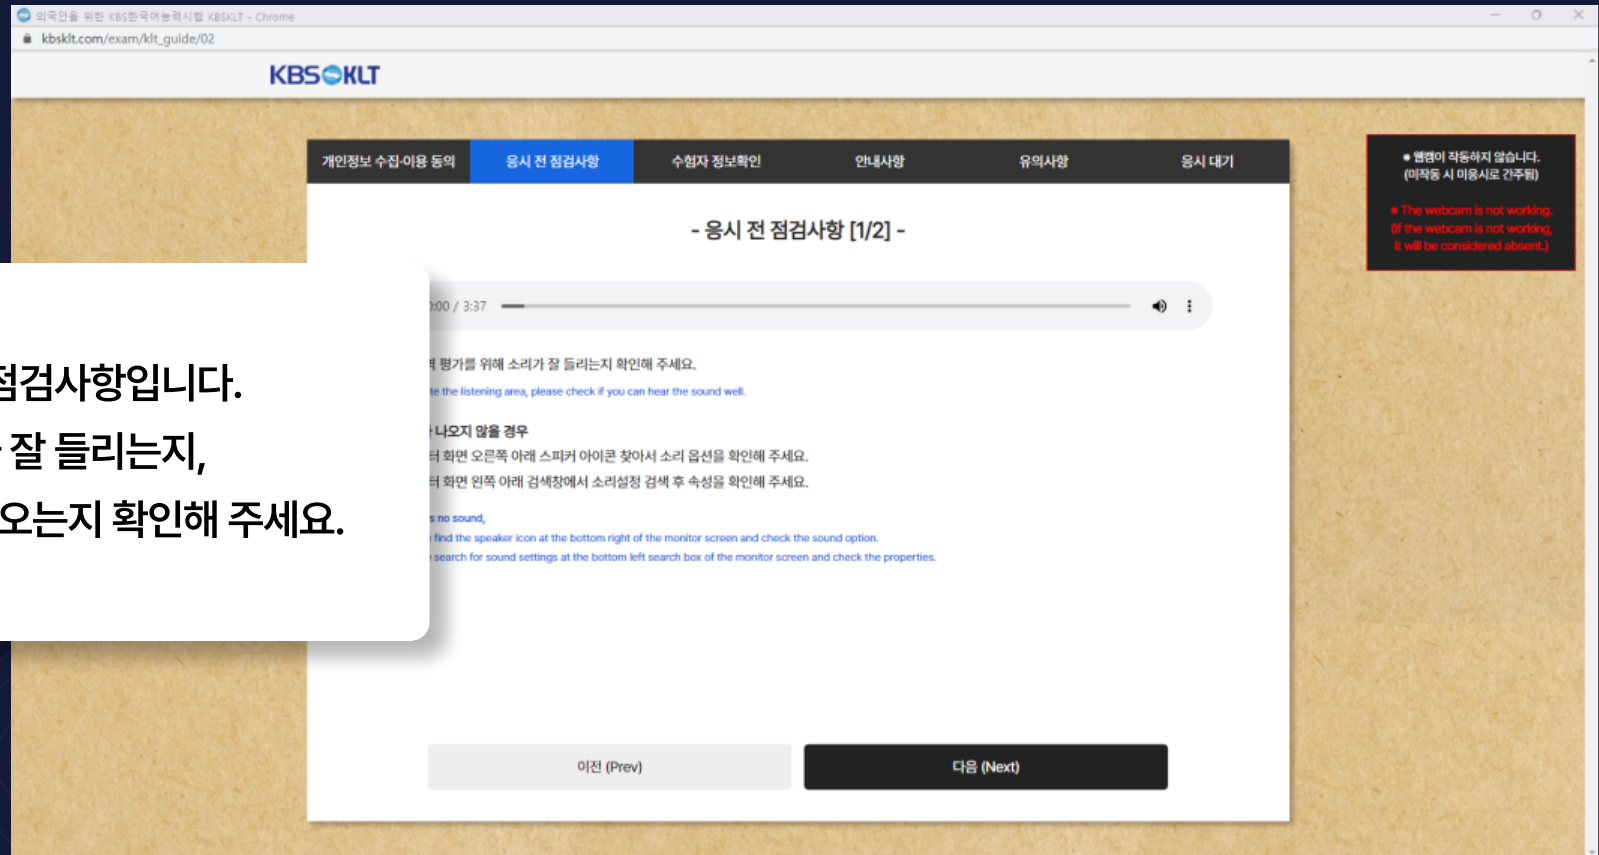 외국인을 위한 KBS한국어능력시험 KBSKLT - Chrome
kbsklt.com/exam/klt_guide/02
KBS KLT
개인정보 수집·이용 동의
응시 전 점검사항
수험자 정보확인
안내사항
유의사항
응시 대기
● 웹캠이 작동하지 않습니다.
(미작동 시 미응시로 간주됨)
● The webcam is not working.
(If the webcam is not working,
it will be considered absent.)
- 응시 전 점검사항 [1/2] -
:00 / 3:37
평가를 위해 소리가 잘 들리는지 확인해 주세요.
the listening area, please check if you can hear the sound well.
나오지 않을 경우
화면 오른쪽 아래 스피커 아이콘 찾아서 소리 옵션을 확인해 주세요.
화면 왼쪽 아래 검색창에서 소리설정 검색 후 속성을 확인해 주세요.
s no sound,
find the speaker icon at the bottom right of the monitor screen and check the sound option.
search for sound settings at the bottom left search box of the monitor screen and check the properties.
점검사항입니다.
잘 들리는지,
오는지 확인해 주세요.
이전 (Prev)
다음 (Next)